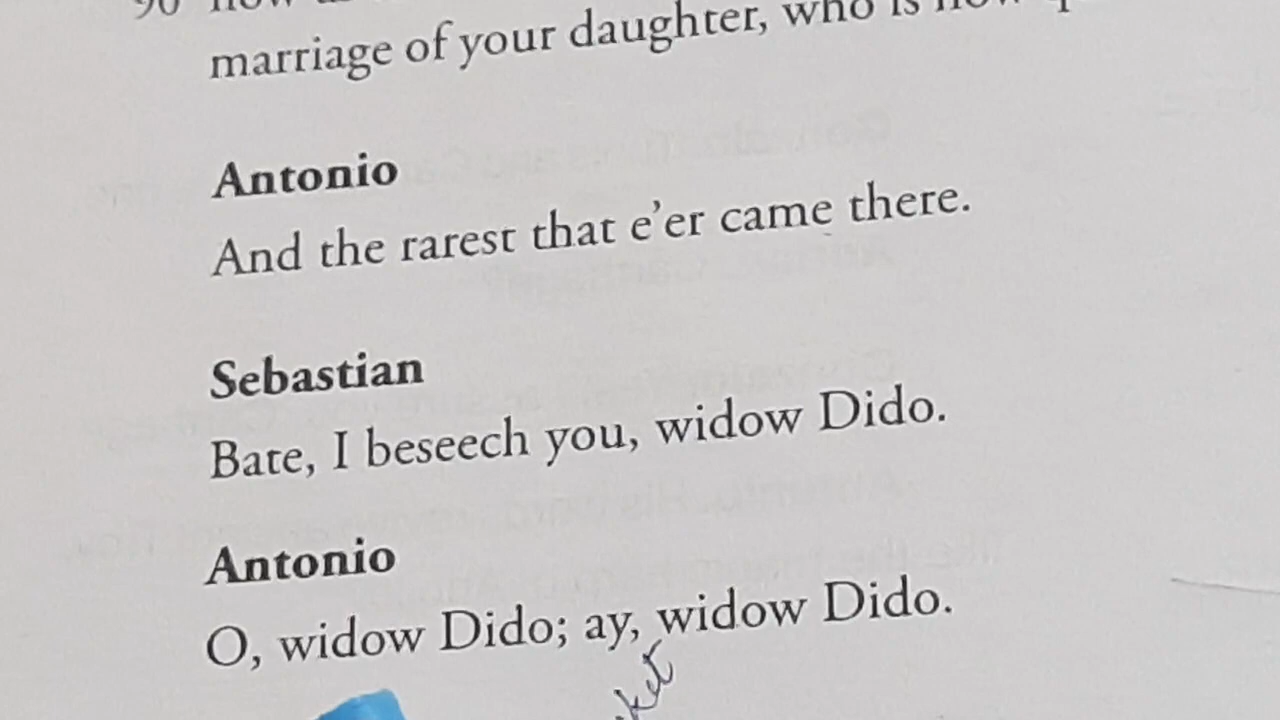 90
marriage of your daughter, who is now
Antonio
And the rarest that e'er came there.
Sebastian
Bate, I beseech you, widow Dido.
Antonio
O, widow Dido; ay, widow Dido.